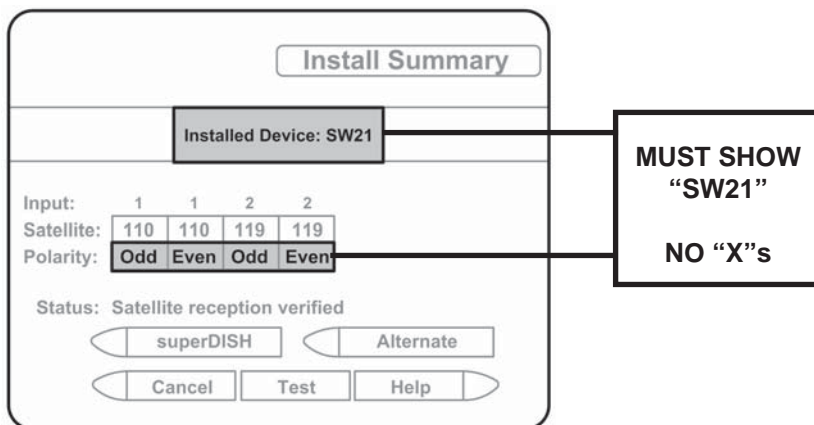 Install Summary
Installed Device: SW21
Input: 1 1 2 2
Satellite: 110 110 119 119
Polarity: Odd Even Odd Even
Status: Satellite reception verified
superDISH Alternate
Cancel Test Help
MUST SHOW
“SW21”
NO “X”s